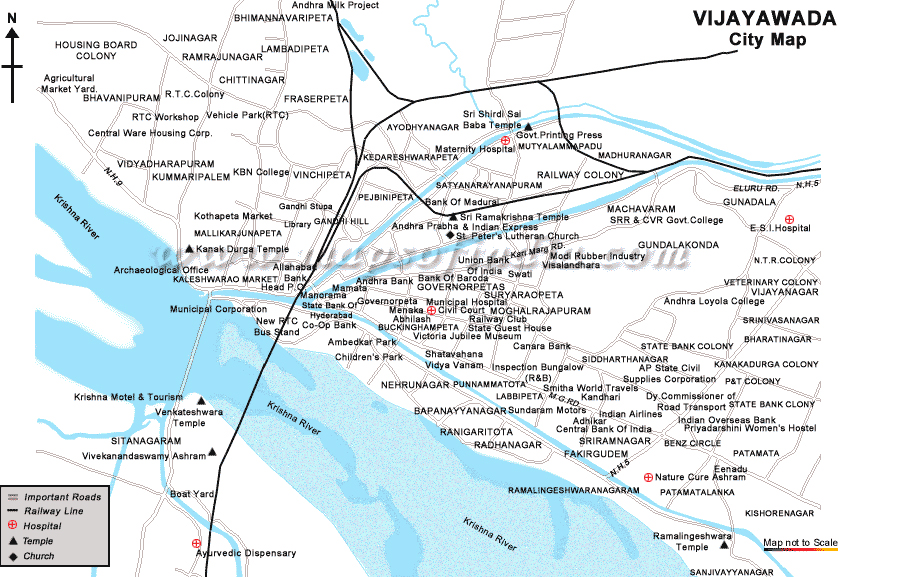 VIJAYAWADA
City Map
N
Andhra Milk Project
BHIMANNAVARIPETA
JOJINAGAR
HOUSING BOARD
COLONY
LAMBADIPETA
RAMRAJUNAGAR
Agricultural
Market Yard.
CHITTINAGAR
R.T.C.Colony
BHAVANIPURAM
FRASERPETA
RTC Workshop
Vehicle Park(RTC)
Central Ware Housing Corp.
AYODHYANAGAR
Sri Shirdi Sai
Baba Temple
Govt.Printing Press
Maternity Hospital
MUTYALAMMAPADU
KEDARESHWARAPETA
MADHURANAGAR
VIDYADHARAPURAM
N.H.9
KUMMARIPALEM
KBN College
VINCHIPETA
RAILWAY COLONY
SATYANARAYANAPURAM
ELURU RD.
N.H.5
PEJBINIPETA
Bank Of Madurai
GUNADALA
Krishna River
Gandhi Stupa
Library
GANDHI HILL
Kothapeta Market
MALLIKARJUNAPETA
Sri Ramakrishna Temple
Andhra Prabha
& Indian Express
MACHAVARAM
SRR & CVR Govt.College
E.S.I.Hospital
St. Peter's Lutheran Church
Kanak Durga Temple
www.mapsofindia.com
Karl Marg RD.
GUNDALAKONDA
Modi Rubber Industry
Visalandhara
Union Bank
Of India
Swati
N.T.R.COLONY
Archaeological Office
Allahabad
Bank
KALESHWARAO MARKET
Head P.O.
Mamata
Andhra Bank
Bank Of Baroda
GOVERNORPETAS
VETERINARY COLONY
VIJAYANAGAR
Manorama
SURYARAOPETA
State Bank Of
Hyderabad
Governorpeta
Municipal Hospital
Andhra Loyola College
Municipal Corporation
Menaka
Civil Court
MOGHALRAJAPURAM
Abhilash
Railway Club
New RTC
Bus Stand
Co-Op Bank
BUCKINGHAMPETA
State Guest House
SRINIVASANAGAR
Victoria Jubilee Museum
Ambedkar Park
Canara Bank
STATE BANK COLONY
BHARATINAGAR
Children's Park
Shatavahana
Vidya Vanam
SIDDHARTHANAGAR
Inspection Bungalow
(R&B)
AP State Civil
Supplies Corporation
KANAKADURGA COLONY
NEHRUNAGAR
PUNNAMMATOTA
P&T COLONY
Smitha World Travels
Kandhari
LABBIPETA
M.G.RD.
Dy.Commissioner of
Road Transport
STATE BANK CLONY
Krishna Motel & Tourism
Krishna River
BAPANAYYANAGAR
Sundaram Motors
Adhikar
Indian Airlines
Venkateshwara
Temple
Indian Overseas Bank
Central Bank Of India
Priyadarshini Women's Hostel
RANIGARITOTA
SITANAGARAM
RADHANAGAR
SRIRAMNAGAR
BENZ CIRCLE
Vivekanandaswamy Ashram
FAKIRGUDEM
PATAMATA
N.H.5
Eenadu
Nature Cure Ashram
Boat Yard
RAMALINGESHWARANAGARAM
PATAMATALANKA
Important Roads
Railway Line
Hospital
Temple
Church
KISHORENAGAR
Krishna River
Ramalingeshwara
Temple
Map not to Scale
Ayurvedic Dispensary
SANJIVAYYANAGAR